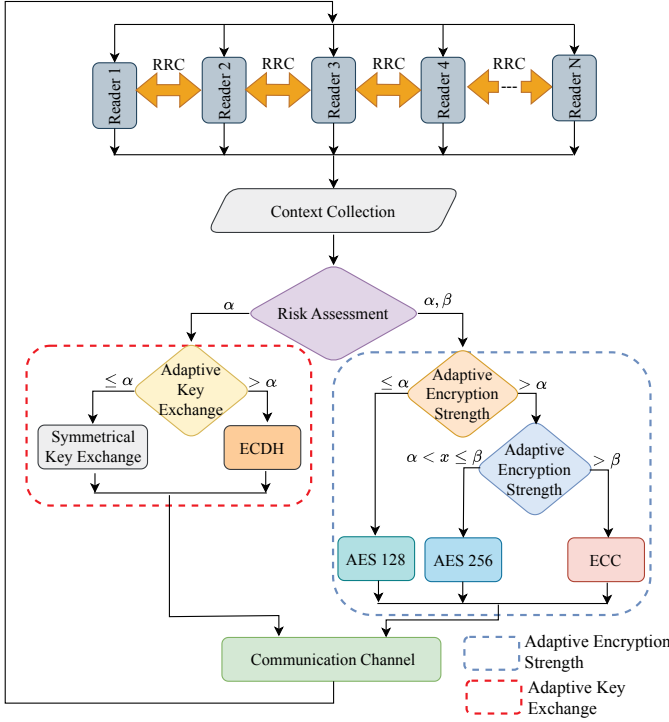 RRC
RRC
RRC
RRC
Reader 1
Reader 2
Reader 3
Reader 4
---
Reader N
Context Collection
Risk Assessment
α
α, β
Adaptive
Key
Exchange
≤ α
> α
Symmetrical
Key Exchange
ECDH
Adaptive
Encryption
Strength
≤ α
> α
Adaptive
Encryption
Strength
α < x ≤ β
> β
AES 128
AES 256
ECC
Communication Channel
Adaptive Encryption
Strength
Adaptive Key
Exchange